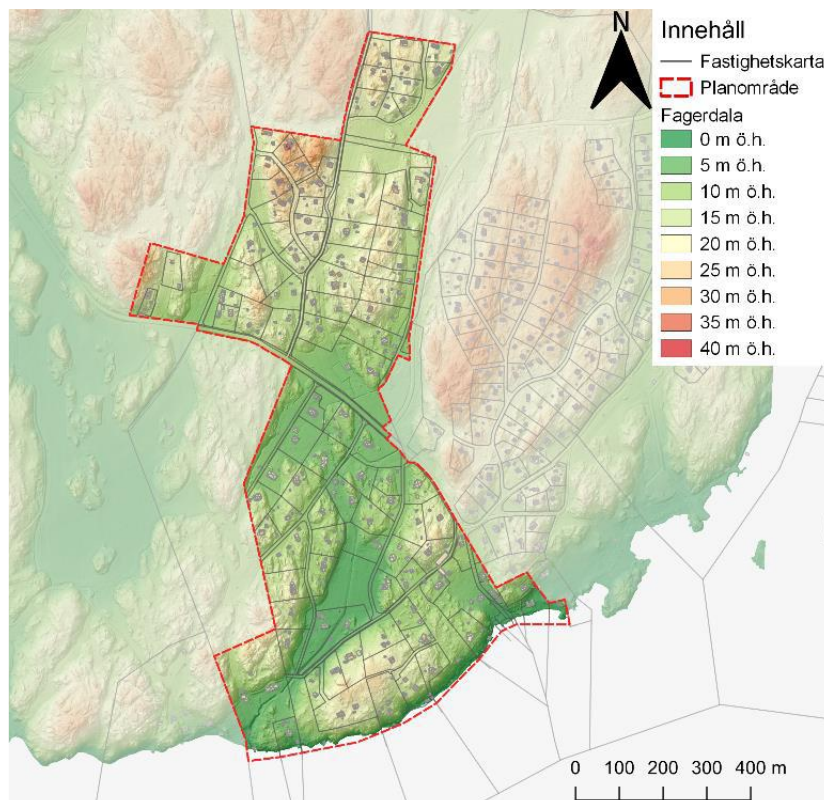 N
Innehåll
Fastighetskarta
Planområde
Fagerdala
0 m ö.h.
5 m ö.h.
10 m ö.h.
15 m ö.h.
20 m ö.h.
25 m ö.h.
30 m ö.h.
35 m ö.h.
40 m ö.h.
0 100 200 300 400 m